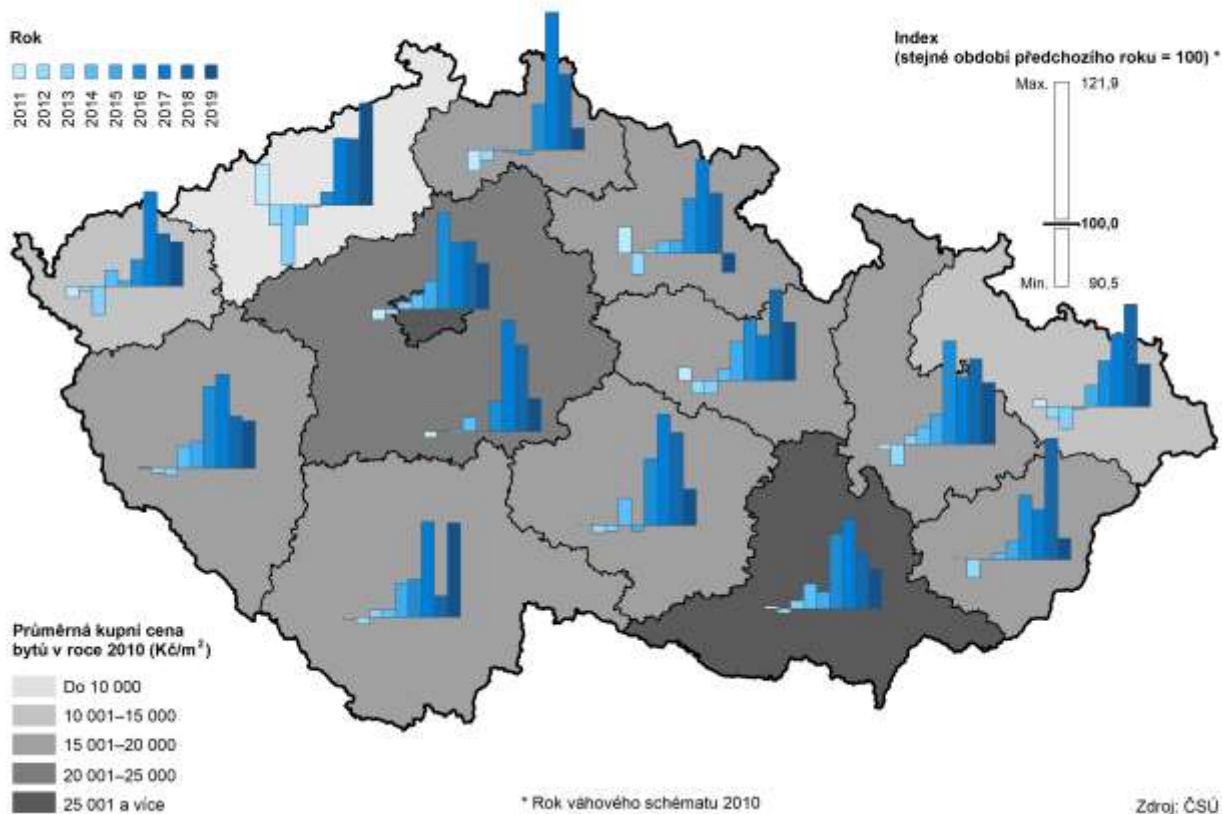 Rok
2011
2012
2013
2014
2015
2016
2017
2018
2019
Index
(stejné období předchozího roku = 100) *
Max. 121,9
100,0
Min. 90,5
Průměrná kupní cena
bytů v roce 2010 (Kč/m²)
Do 10 000
10 001–15 000
15 001–20 000
20 001–25 000
25 001 a více
* Rok váhového schématu 2010
Zdroj: ČSÚ